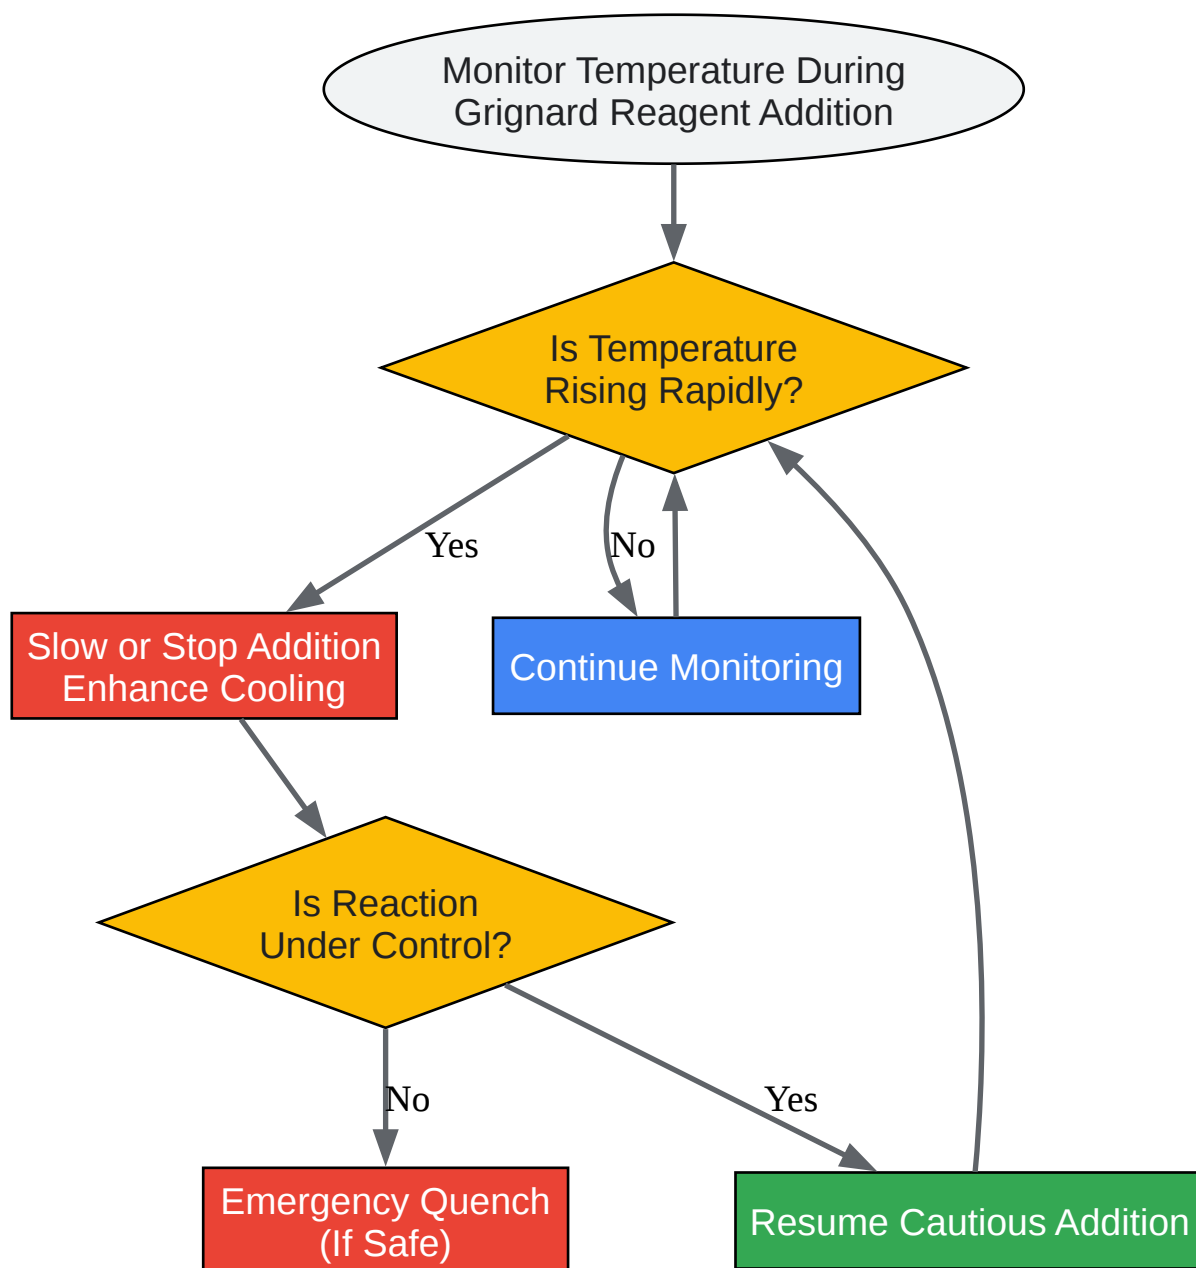 Monitor Temperature During
Grignard Reagent Addition
Is Temperature
Rising Rapidly?
Yes
No
Slow or Stop Addition
Enhance Cooling
Continue Monitoring
Is Reaction
Under Control?
No
Yes
Emergency Quench
(If Safe)
Resume Cautious Addition